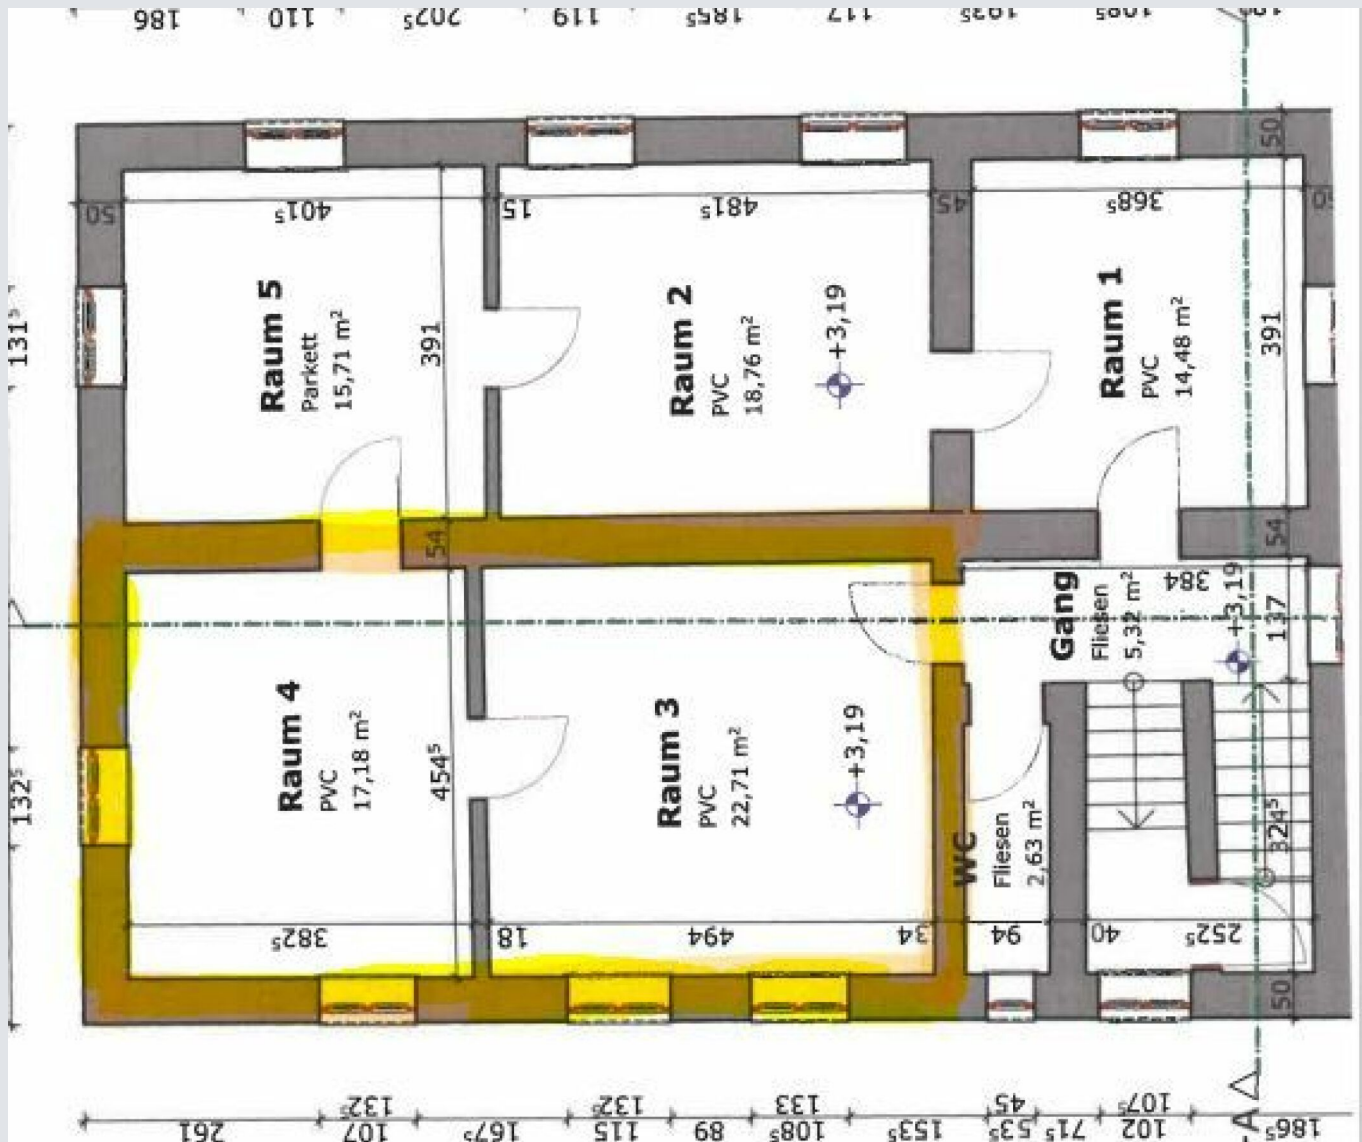 186
110
202⁵
119
185⁵
117
193⁵
108⁵
50
50
401⁵
15
481⁵
45
368⁵
131⁵
Raum 5
Parkett
15,71 m²
391
Raum 2
PVC
18,76 m²
+3,19
Raum 1
PVC
14,48 m²
391
54
54
384
Gang
Fliesen
5,32 m²
+3,19
137
132⁵
Raum 4
PVC
17,18 m²
454⁵
Raum 3
PVC
22,71 m²
+3,19
WC
Fliesen
2,63 m²
324⁵
382⁵
18
494
34
94
40
252⁵
50
261
132⁵
107
167⁵
132⁵
115
89
133
108⁵
153⁵
45
53⁵
71⁵
107⁵
102
A
186⁵